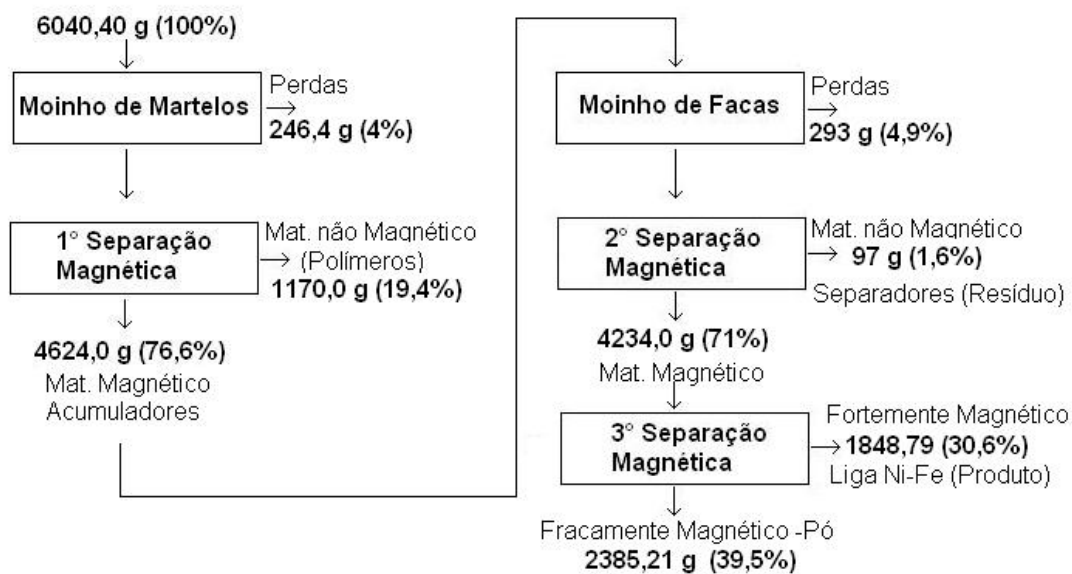 6040,40 g (100%)
Moinho de Martelos
Perdas
246,4 g (4%)
1° Separação
Magnética
Mat. não Magnético
(Polímeros)
1170,0 g (19,4%)
4624,0 g (76,6%)
Mat. Magnético
Acumuladores
Moinho de Facas
Perdas
293 g (4,9%)
2° Separação
Magnética
Mat. não Magnético
97 g (1,6%)
Separadores (Resíduo)
4234,0 g (71%)
Mat. Magnético
3° Separação
Magnética
Fortemente Magnético
1848,79 (30,6%)
Liga Ni-Fe (Produto)
Fracamente Magnético -Pó
2385,21 g (39,5%)